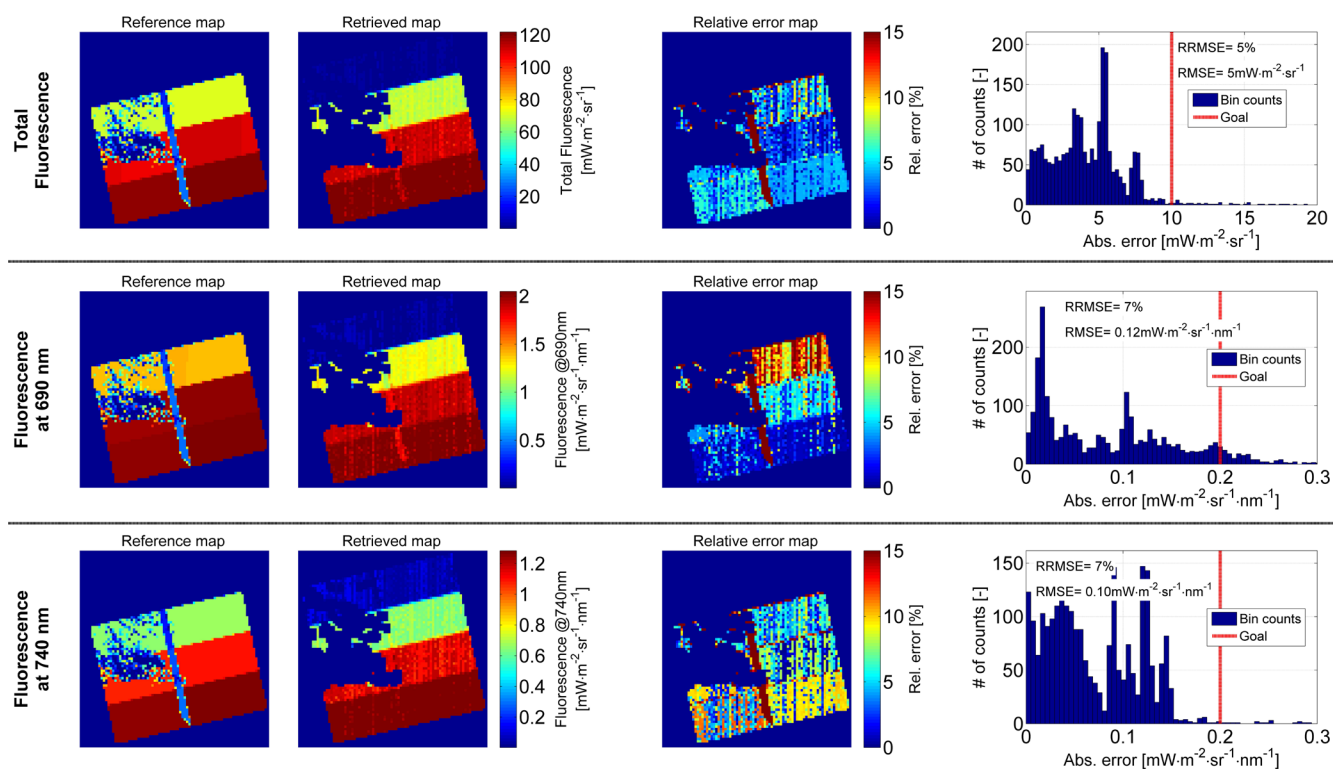 Reference map
Retrieved map
Relative error map
Total
Fluorescence
120
100
80
60
40
20
Total Fluorescence
[mW·m-2·sr-1]
15
10
5
0
Rel. error [%]
200
150
100
50
0
# of counts [-]
RRMSE= 5%
RMSE= 5mW·m-2·sr-1
Bin counts
Goal
0
5
10
15
20
Abs. error [mW·m-2·sr-1]
Reference map
Retrieved map
Relative error map
Fluorescence
at 690 nm
2
1.5
1
0.5
Fluorescence @690nm
[mW·m-2·sr-1·nm-1]
15
10
5
0
Rel. error [%]
300
200
100
0
# of counts [-]
RRMSE= 7%
RMSE= 0.12mW·m-2·sr-1·nm-1
Bin counts
Goal
0
0.1
0.2
0.3
Abs. error [mW·m-2·sr-1·nm-1]
Reference map
Retrieved map
Relative error map
Fluorescence
at 740 nm
1.2
1
0.8
0.6
0.4
0.2
Fluorescence @740nm
[mW·m-2·sr-1·nm-1]
15
10
5
0
Rel. error [%]
150
100
50
0
# of counts [-]
RRMSE= 7%
RMSE= 0.10mW·m-2·sr-1·nm-1
Bin counts
Goal
0
0.1
0.2
0.3
Abs. error [mW·m-2·sr-1·nm-1]